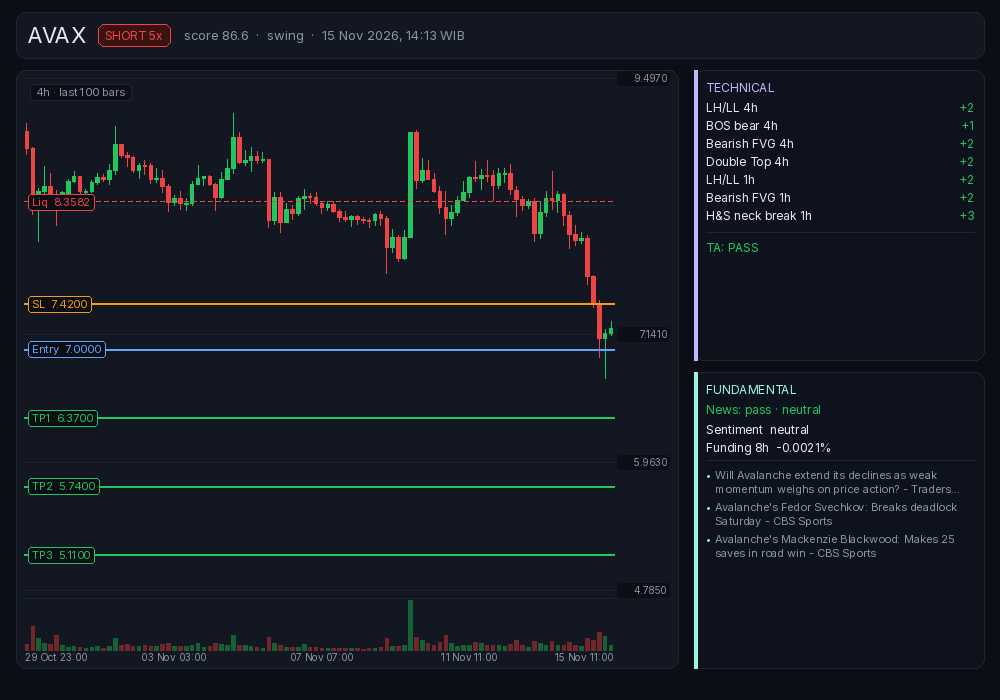 AVAX SHORT 5x score 86.6 · swing · 15 Nov 2026, 14:13 WIB
4h · last 100 bars
9.4970
Liq 8.3582
SL 7.4200
7.1410
Entry 7.0000
TP1 6.3700
5.9630
TP2 5.7400
TP3 5.1100
4.7850
29 Oct 23:00 03 Nov 03:00 07 Nov 07:00 11 Nov 11:00 15 Nov 11:00
TECHNICAL
LH/LL 4h +2
BOS bear 4h +1
Bearish FVG 4h +2
Double Top 4h +2
LH/LL 1h +2
Bearish FVG 1h +2
H&S neck break 1h +3
TA: PASS
FUNDAMENTAL
News: pass · neutral
Sentiment neutral
Funding 8h -0.0021%
• Will Avalanche extend its declines as weak
momentum weighs on price action? - Traders...
• Avalanche's Fedor Svechkov: Breaks deadlock
Saturday - CBS Sports
• Avalanche's Mackenzie Blackwood: Makes 25
saves in road win - CBS Sports